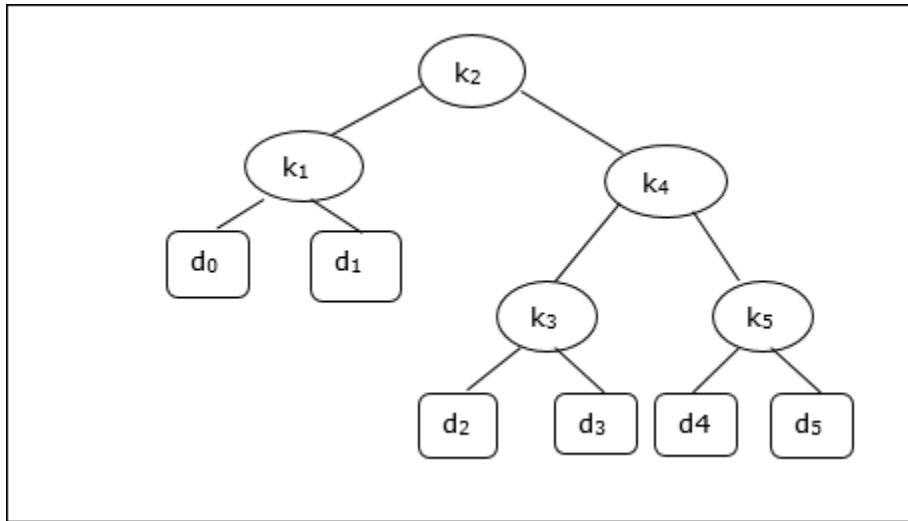 k₂
k₁
k₄
d₀ d₁
k₃ k₅
d₂ d₃ d4 d₅